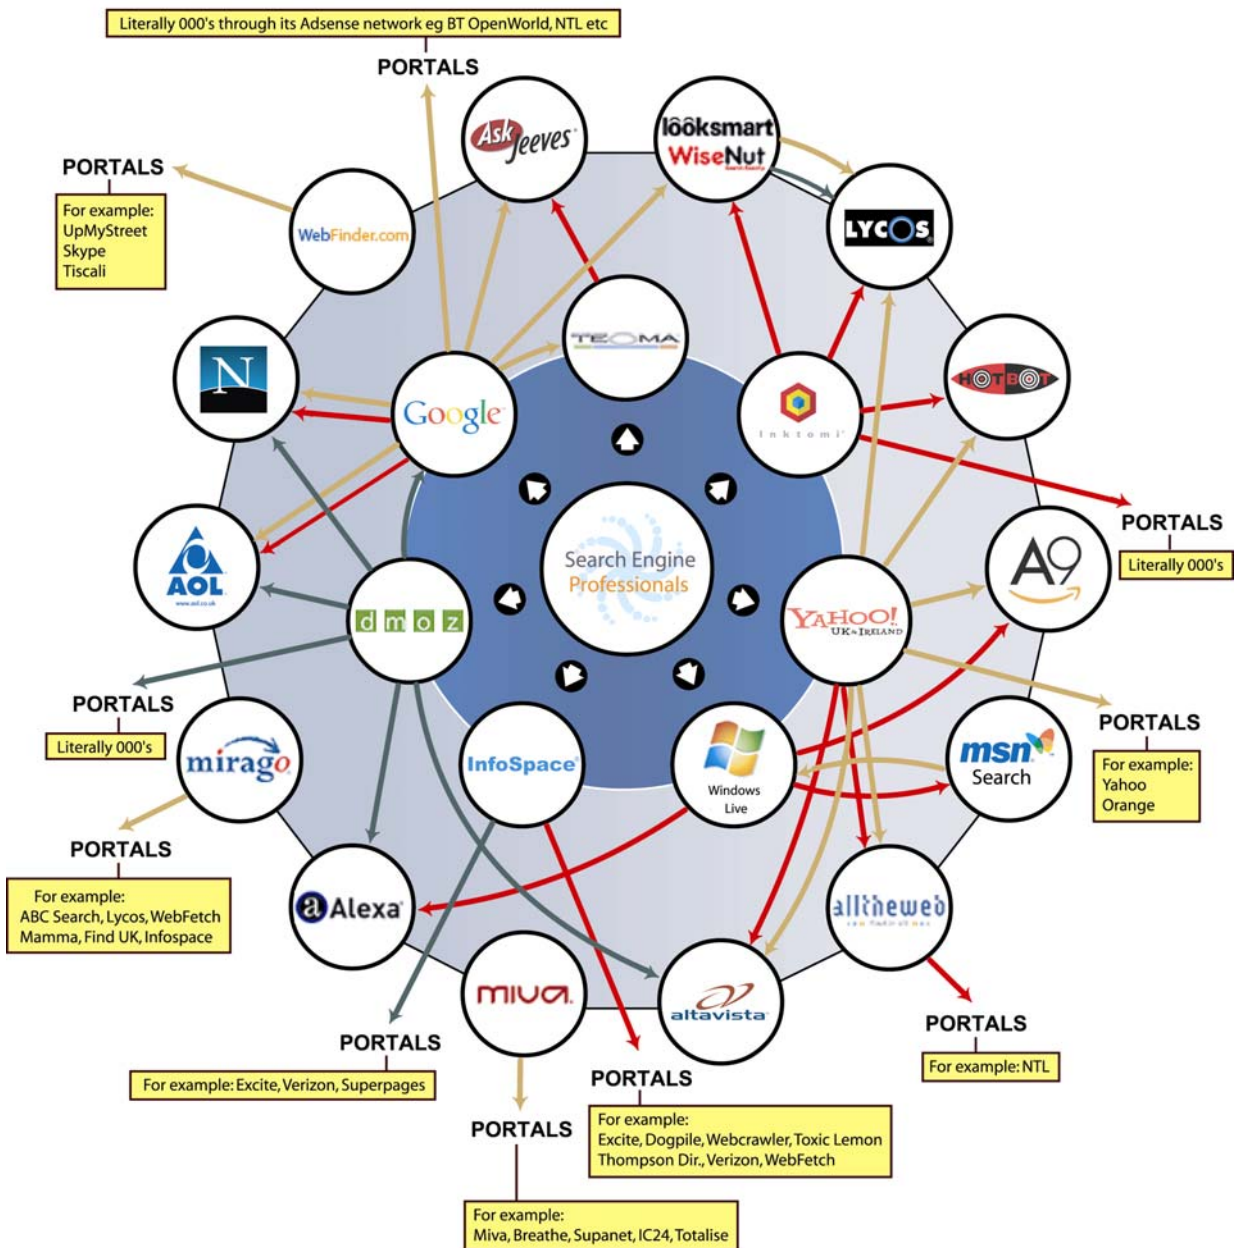 Literally 000's through its Adsense network eg BT OpenWorld, NTL etc
PORTALS
Ask Jeeves
looksmart
WiseNut
PORTALS
For example:
UpMyStreet
Skype
Tiscali
WebFinder.com
LYCOS
TEOMA
N
Google
Inktomi
HOTBOT
PORTALS
Literally 000's
AOL
www.aol.co.uk
Search Engine
Professionals
A9
dmoz
YAHOO!
UK & IRELAND
PORTALS
Literally 000's
mirago
InfoSpace
Windows
Live
msn
Search
PORTALS
For example:
Yahoo
Orange
PORTALS
For example:
ABC Search, Lycos, WebFetch
Mamma, Find UK, Infospace
a Alexa
alltheweb
miva
altavista
PORTALS
For example: NTL
PORTALS
For example: Excite, Verizon, Superpages
PORTALS
For example:
Excite, Dogpile, Webcrawler, Toxic Lemon
Thompson Dir., Verizon, WebFetch
PORTALS
For example:
Miva, Breathe, Supanet, IC24, Totalise